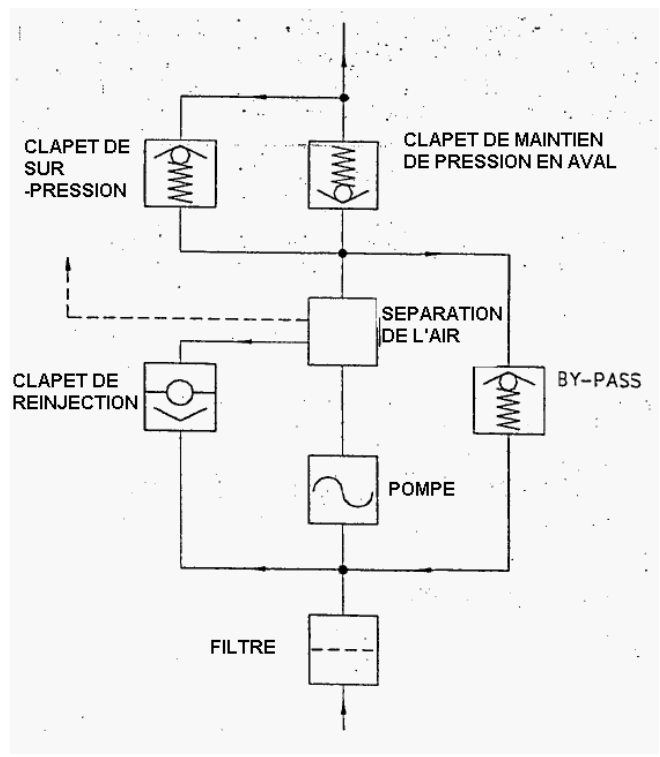 CLAPET DE
SUR
-PRESSION
CLAPET DE MAINTIEN
DE PRESSION EN AVAL
SEPARATION
DE L'AIR
CLAPET DE
REINJECTION
BY-PASS
POMPE
FILTRE